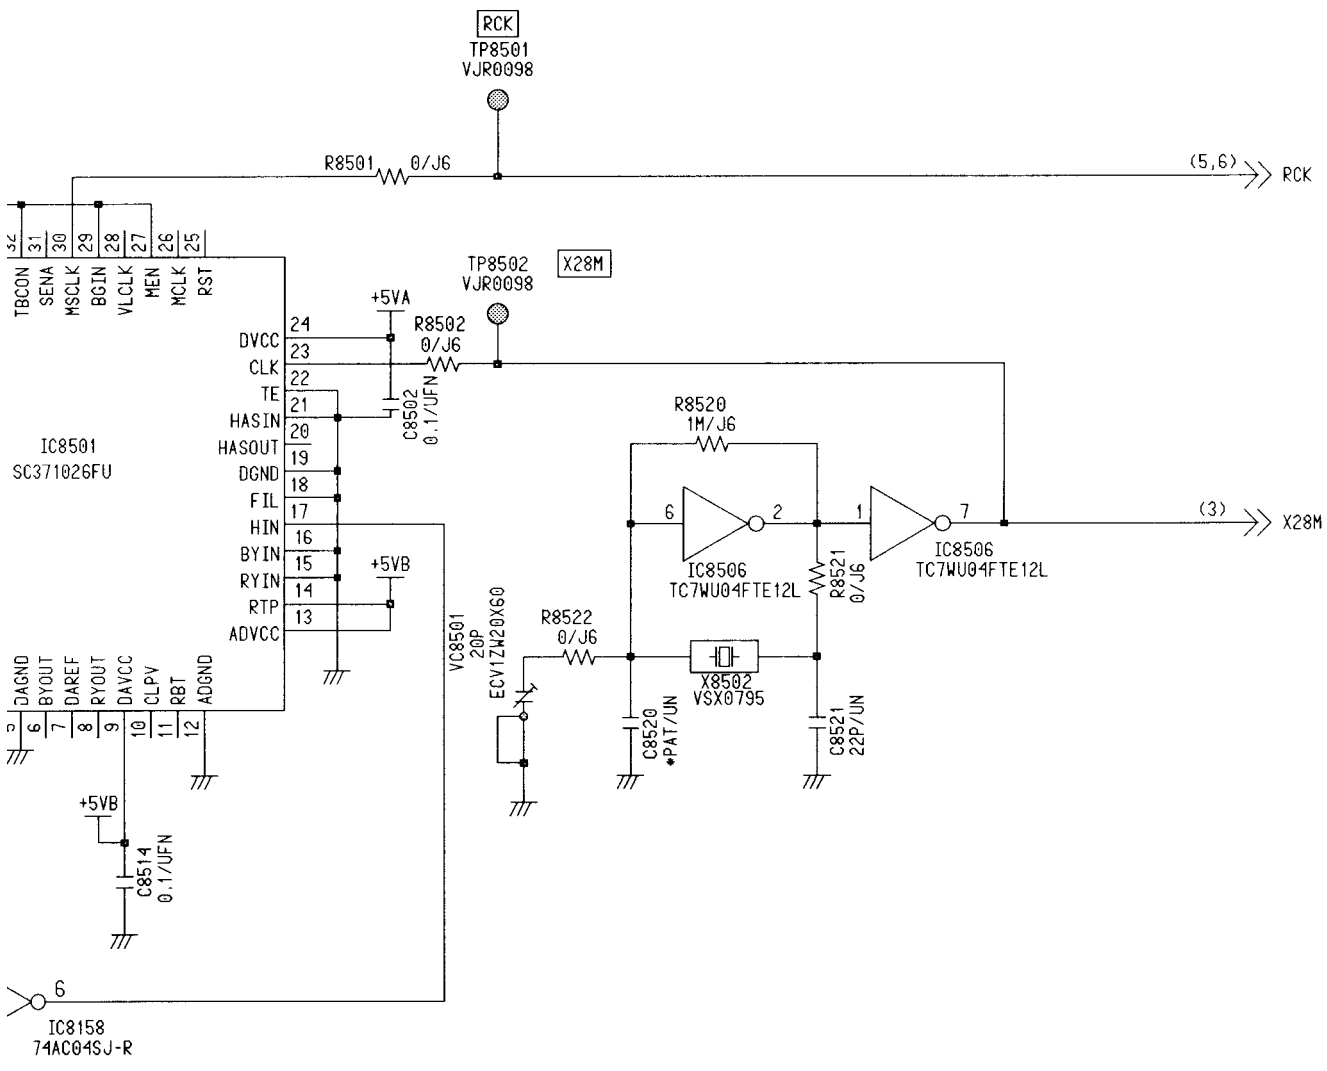 RCK
TP8501
VJR0098
R8501 0/J6
(5,6)
RCK
31
30
29
28
27
26
25
TBCON
SENA
MSCLK
BGIN
VLCLK
MEN
MCLK
RST
TP8502
VJR0098
X28M
+5VA
R8502
0/J6
C8502
0.1/UFN
DVCC 24
CLK 23
TE 22
HASIN 21
HASOUT 20
DGND 19
FIL 18
HIN 17
BYIN 16
RYIN 15
RTP 14
ADVCC 13
IC8501
SC371026FU
+5VB
R8520
1M/J6
6
2
IC8506
TC7WU04FTE12L
1
7
IC8506
TC7WU04FTE12L
(3)
X28M
R8521
0/J6
R8522
0/J6
VC8501
20P
ECV1ZW20X60
X8502
VSX0795
C8520
*PAT/UN
C8521
22P/UN
DAGND
BYOUT
DAREF
RYOUT
DAVCC
CLPV
RBT
ADGND
6
7
8
9
10
11
12
+5VB
C8514
0.1/UFN
6
IC8158
74AC04SJ-R